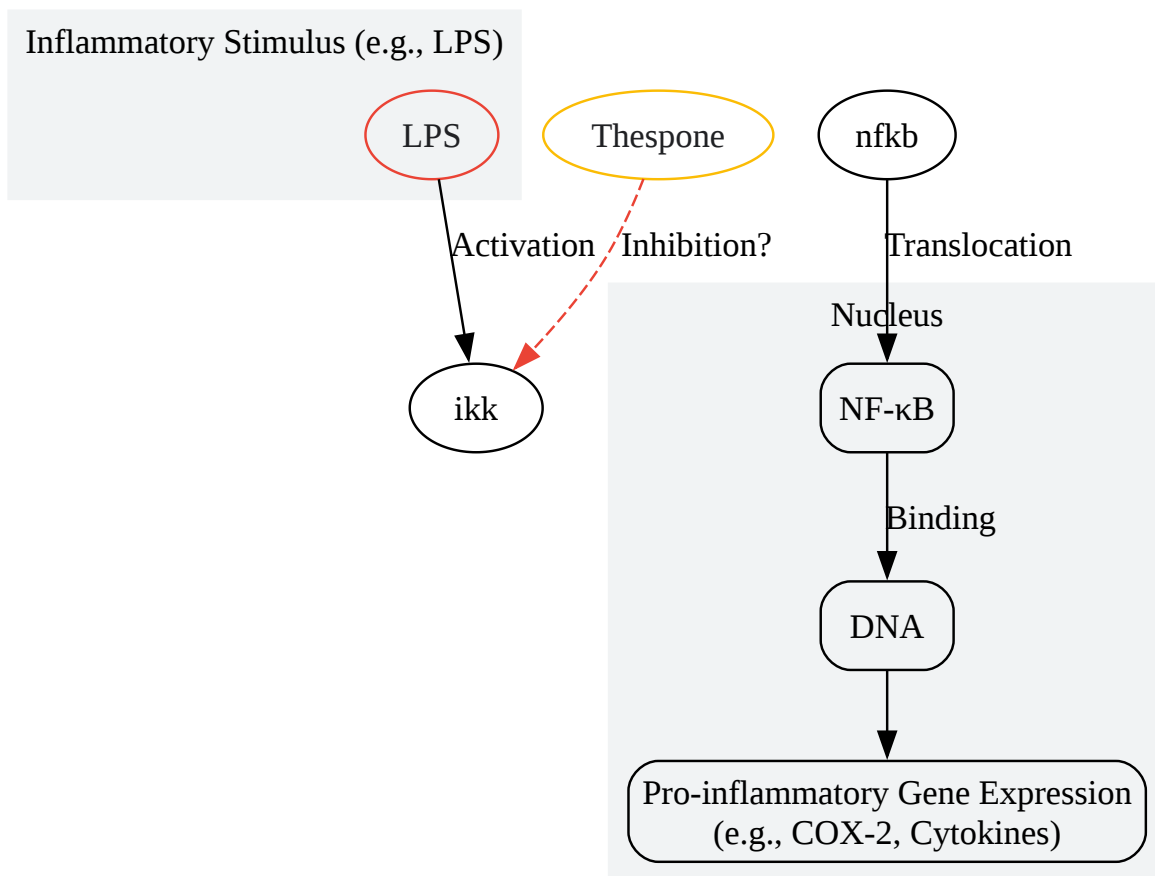 Inflammatory Stimulus (e.g., LPS)
LPS
Thespone
nfkb
Activation
Inhibition?
Translocation
Nucleus
ikk
NF-κB
Binding
DNA
Pro-inflammatory Gene Expression
(e.g., COX-2, Cytokines)